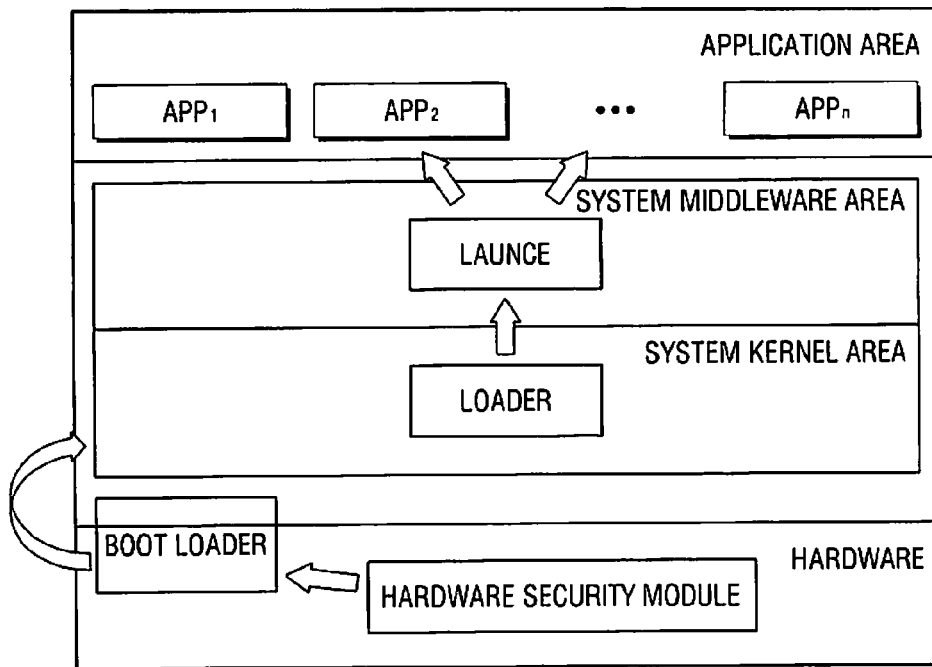 APPLICATION AREA
APP₁ APP₂ ••• APPₙ
SYSTEM MIDDLEWARE AREA
LAUNCE
SYSTEM KERNEL AREA
LOADER
BOOT LOADER
HARDWARE
HARDWARE SECURITY MODULE